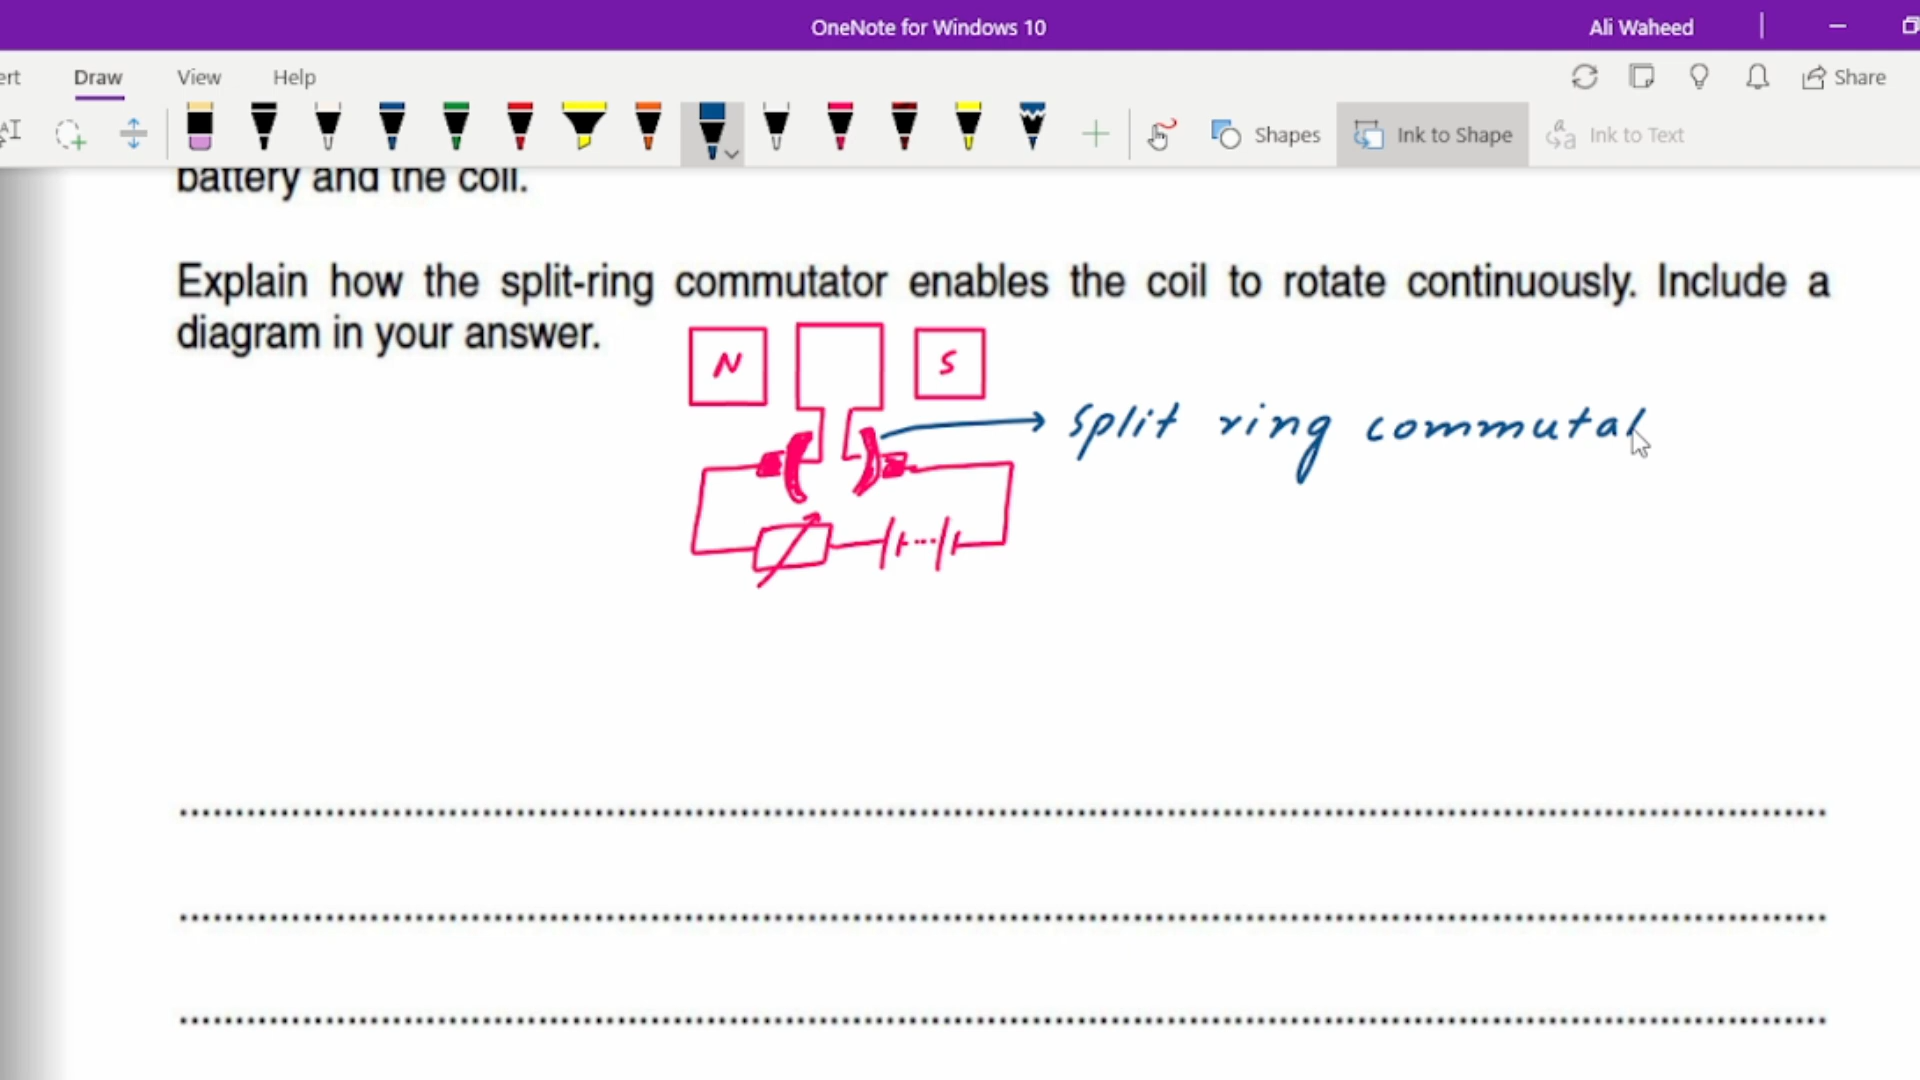 OneNote for Windows 10 Ali Waheed
ert Draw View Help Share
Shapes Ink to Shape Ink to Text
battery and the coil.
Explain how the split-ring commutator enables the coil to rotate continuously. Include a
diagram in your answer.
N S
split ring commutat